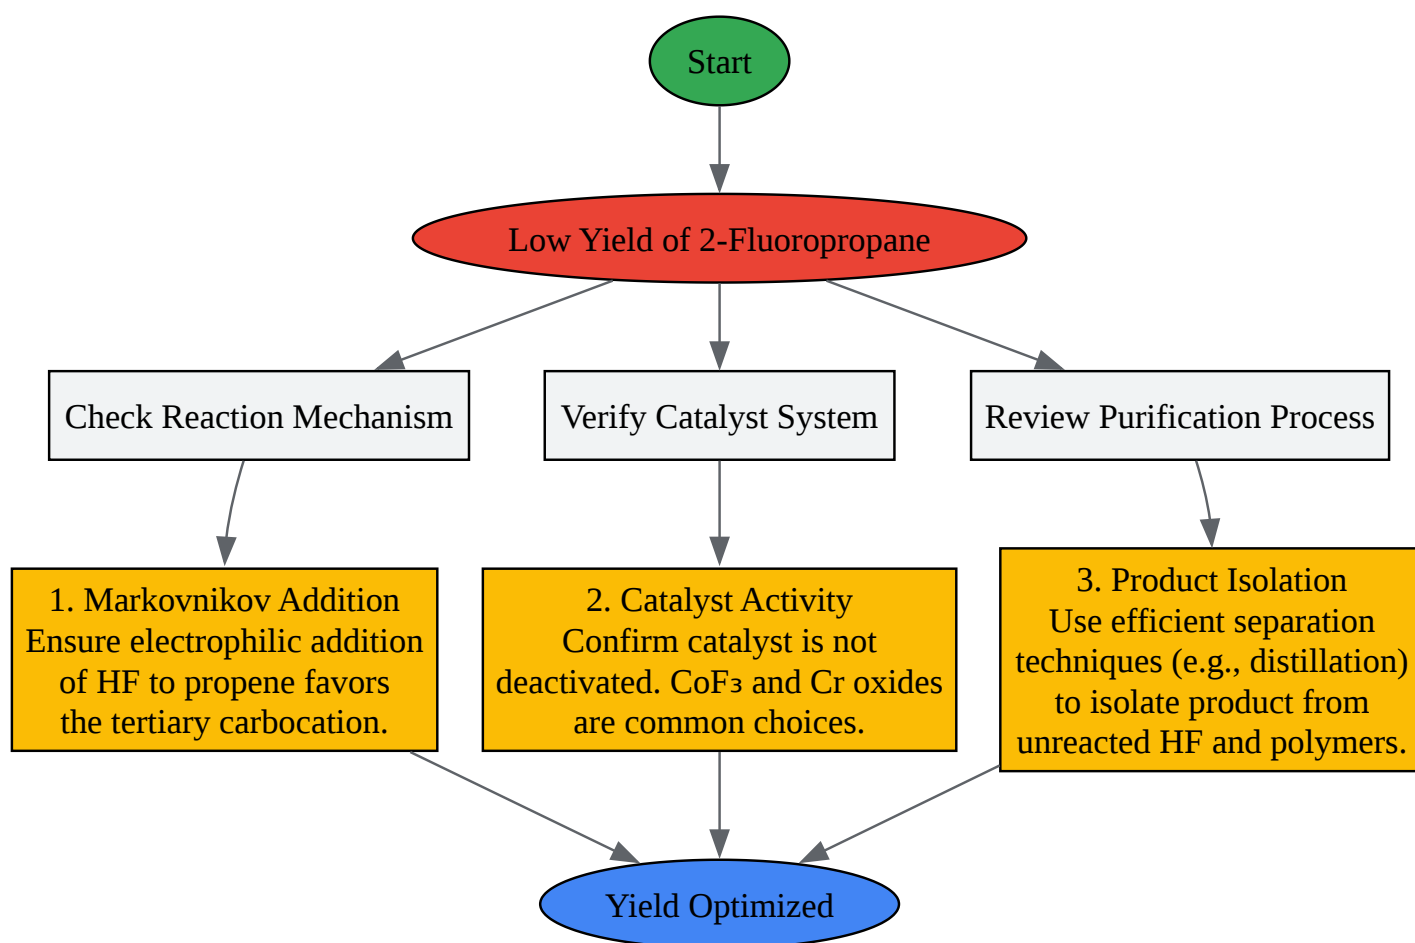 Start
Low Yield of 2-Fluoropropane
Check Reaction Mechanism
Verify Catalyst System
Review Purification Process
1. Markovnikov Addition
Ensure electrophilic addition
of HF to propene favors
the tertiary carbocation.
2. Catalyst Activity
Confirm catalyst is not
deactivated. CoF₃ and Cr oxides
are common choices.
3. Product Isolation
Use efficient separation
techniques (e.g., distillation)
to isolate product from
unreacted HF and polymers.
Yield Optimized